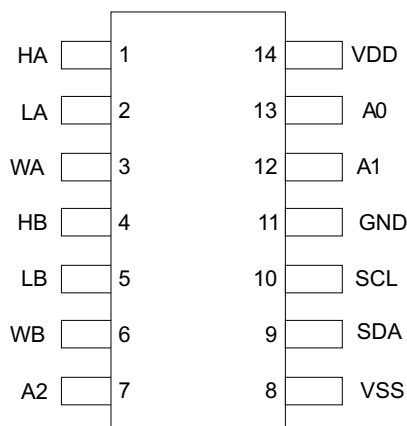 HA 1 14 VDD
LA 2 13 A0
WA 3 12 A1
HB 4 11 GND
LB 5 10 SCL
WB 6 9 SDA
A2 7 8 VSS